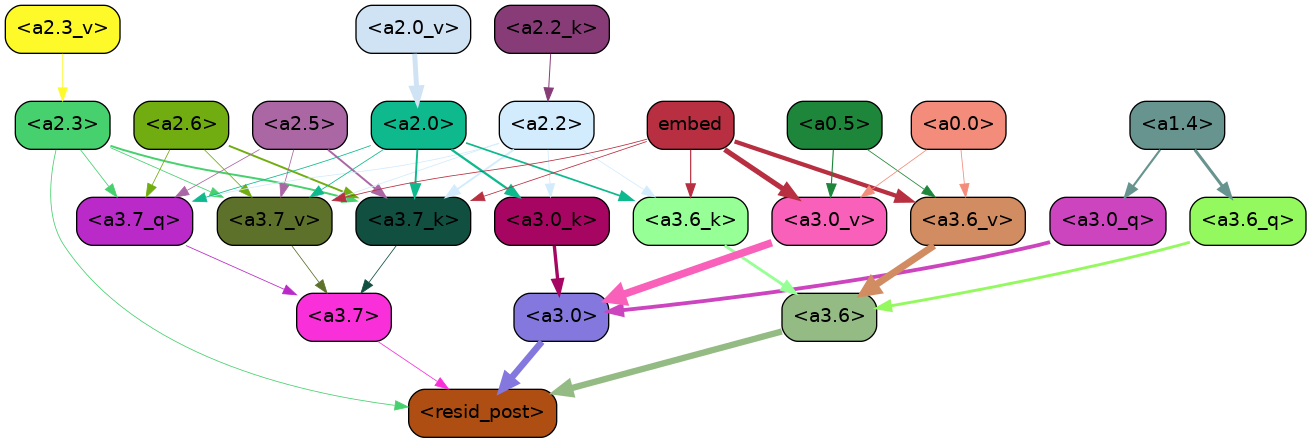 <a2.3_v> <a2.0_v> <a2.2_k>
<a2.3> <a2.6> <a2.5> <a2.0> <a2.2> embed <a0.5> <a0.0> <a1.4>
<a3.7_q> <a3.7_v> <a3.7_k> <a3.0_k> <a3.6_k> <a3.0_v> <a3.6_v> <a3.0_q> <a3.6_q>
<a3.7> <a3.0> <a3.6>
<resid_post>